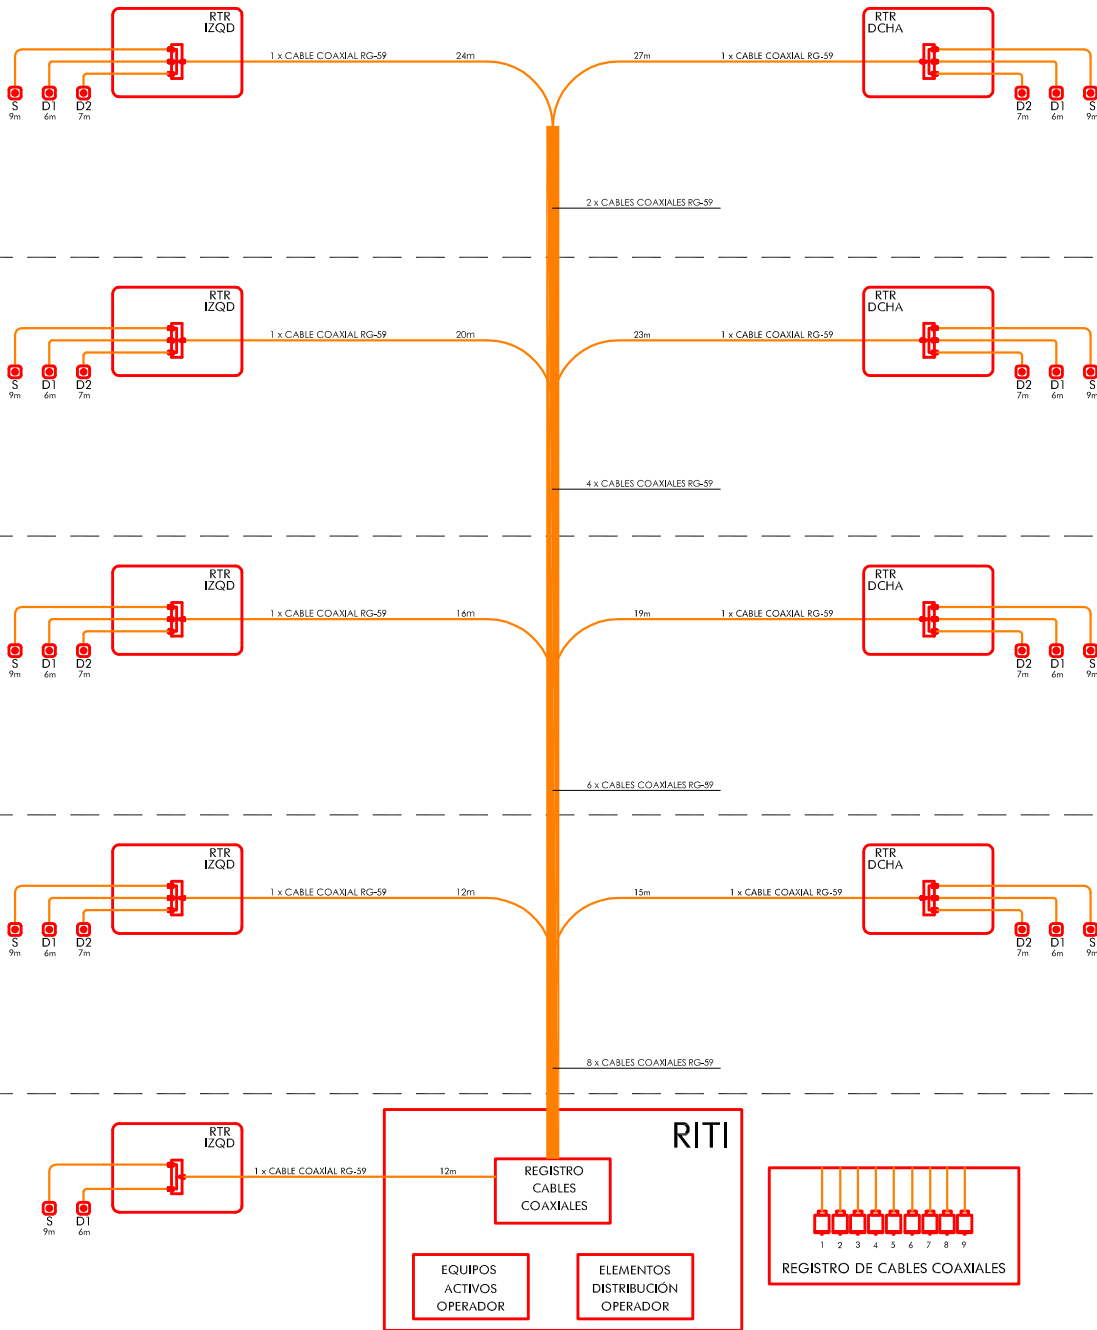 RTR
IZQD
RTR
DCHA
1 x CABLE COAXIAL RG-59
24m
27m
1 x CABLE COAXIAL RG-59
S
9m
D1
6m
D2
7m
D2
7m
D1
6m
S
9m
2 x CABLES COAXIALES RG-59
RTR
IZQD
RTR
DCHA
1 x CABLE COAXIAL RG-59
20m
23m
1 x CABLE COAXIAL RG-59
S
9m
D1
6m
D2
7m
D2
7m
D1
6m
S
9m
4 x CABLES COAXIALES RG-59
RTR
IZQD
RTR
DCHA
1 x CABLE COAXIAL RG-59
16m
19m
1 x CABLE COAXIAL RG-59
S
9m
D1
6m
D2
7m
D2
7m
D1
6m
S
9m
6 x CABLES COAXIALES RG-59
RTR
IZQD
RTR
DCHA
1 x CABLE COAXIAL RG-59
12m
15m
1 x CABLE COAXIAL RG-59
S
9m
D1
6m
D2
7m
D2
7m
D1
6m
S
9m
8 x CABLES COAXIALES RG-59
RTR
IZQD
1 x CABLE COAXIAL RG-59
12m
S
9m
D1
6m
RITI
REGISTRO
CABLES
COAXIALES
EQUIPOS
ACTIVOS
OPERADOR
ELEMENTOS
DISTRIBUCIÓN
OPERADOR
1 2 3 4 5 6 7 8 9
REGISTRO DE CABLES COAXIALES